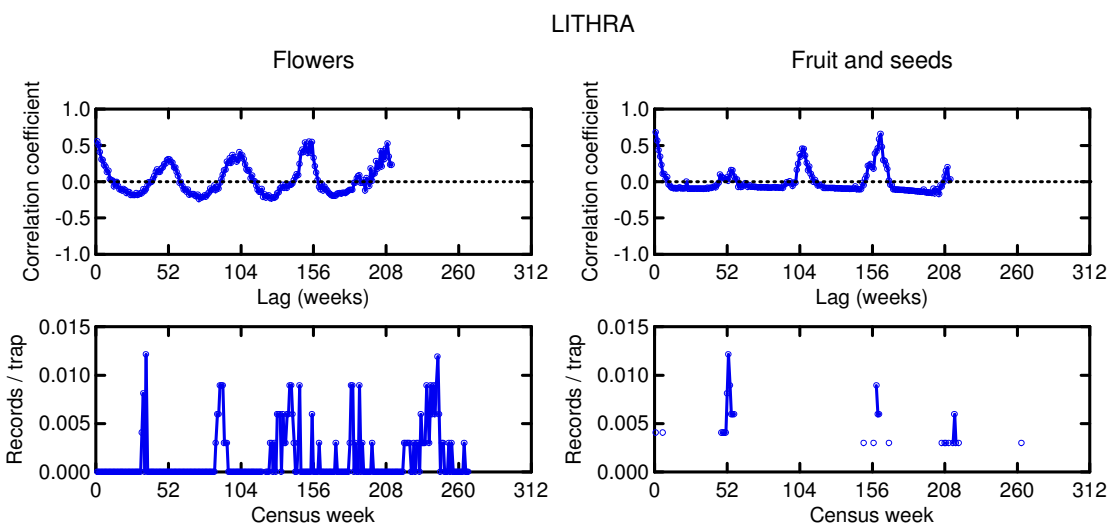 LITHRA
Flowers
Fruit and seeds
Correlation coefficient
1.0
0.5
0.0
-0.5
-1.0
0 52 104 156 208 260 312
Lag (weeks)
Correlation coefficient
1.0
0.5
0.0
-0.5
-1.0
0 52 104 156 208 260 312
Lag (weeks)
Records / trap
0.015
0.010
0.005
0.000
0 52 104 156 208 260 312
Census week
Records / trap
0.015
0.010
0.005
0.000
0 52 104 156 208 260 312
Census week